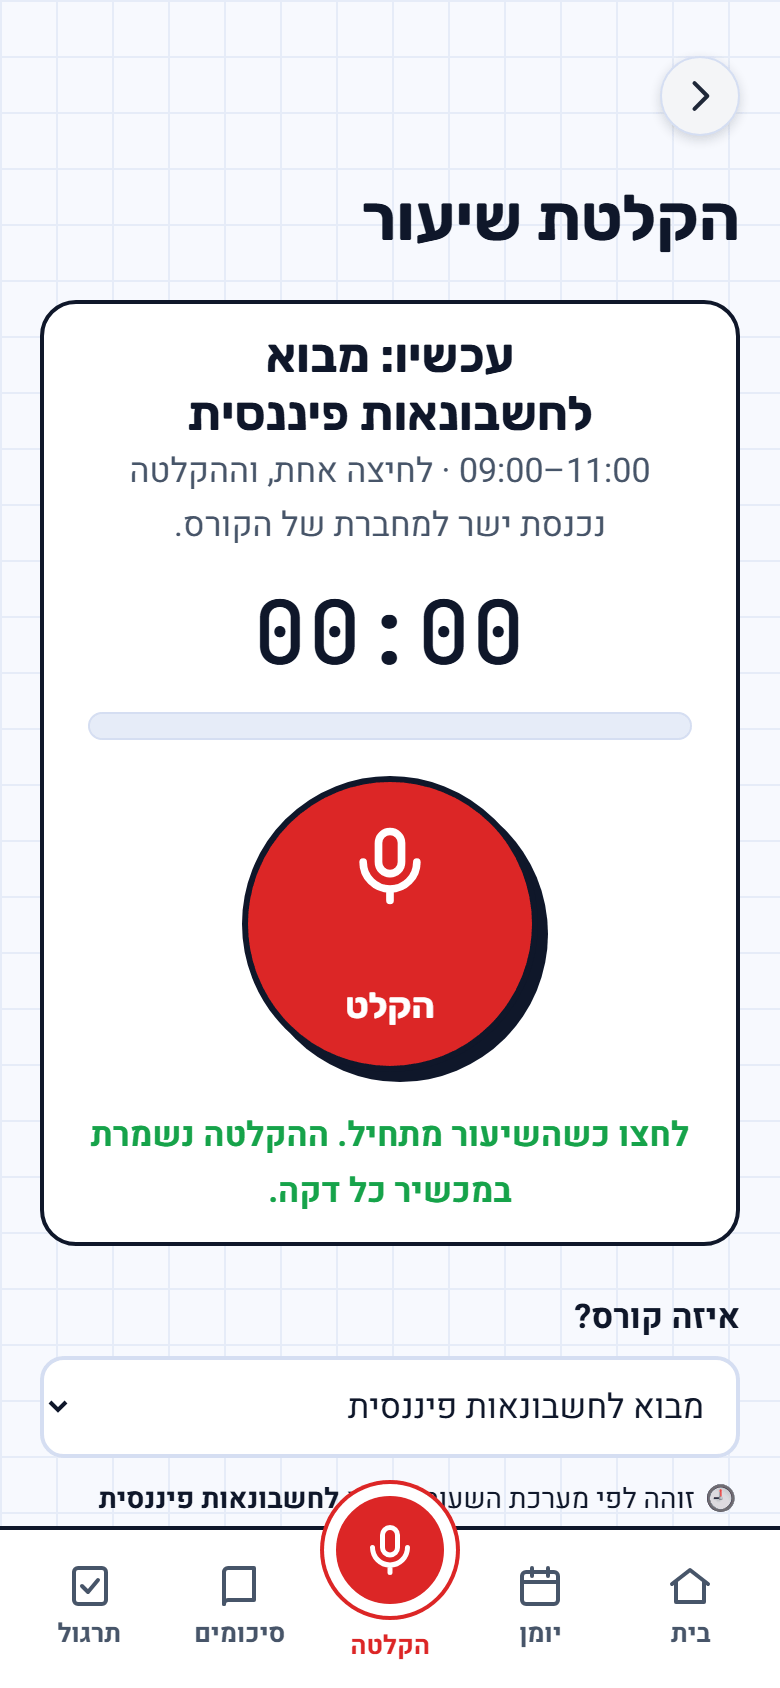 הקלטת שיעור
עכשיו: מבוא
לחשבונאות פיננסית
09:00–11:00 · לחיצה אחת, וההקלטה
נכנסת ישר למחברת של הקורס.
00:00
הקלט
לחצו כשהשיעור מתחיל. ההקלטה נשמרת
במכשיר כל דקה.
איזה קורס?
מבוא לחשבונאות פיננסית
זוהה לפי מערכת לחשבונאות פיננסית
בית
יומן
הקלטה
סיכומים
תרגול